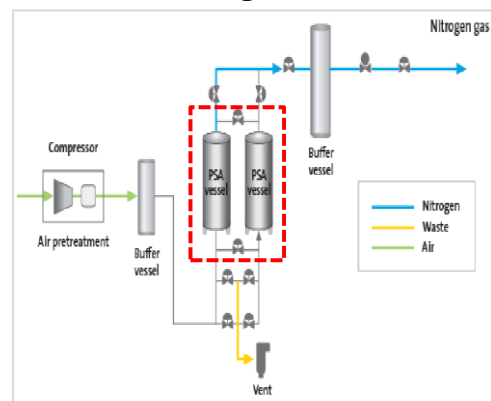 Nitrogen gas
Compressor
PSA
vessel
PSA
vessel
Buffer
vessel
Air pretreatment
Buffer
vessel
Nitrogen
Waste
Air
Vent